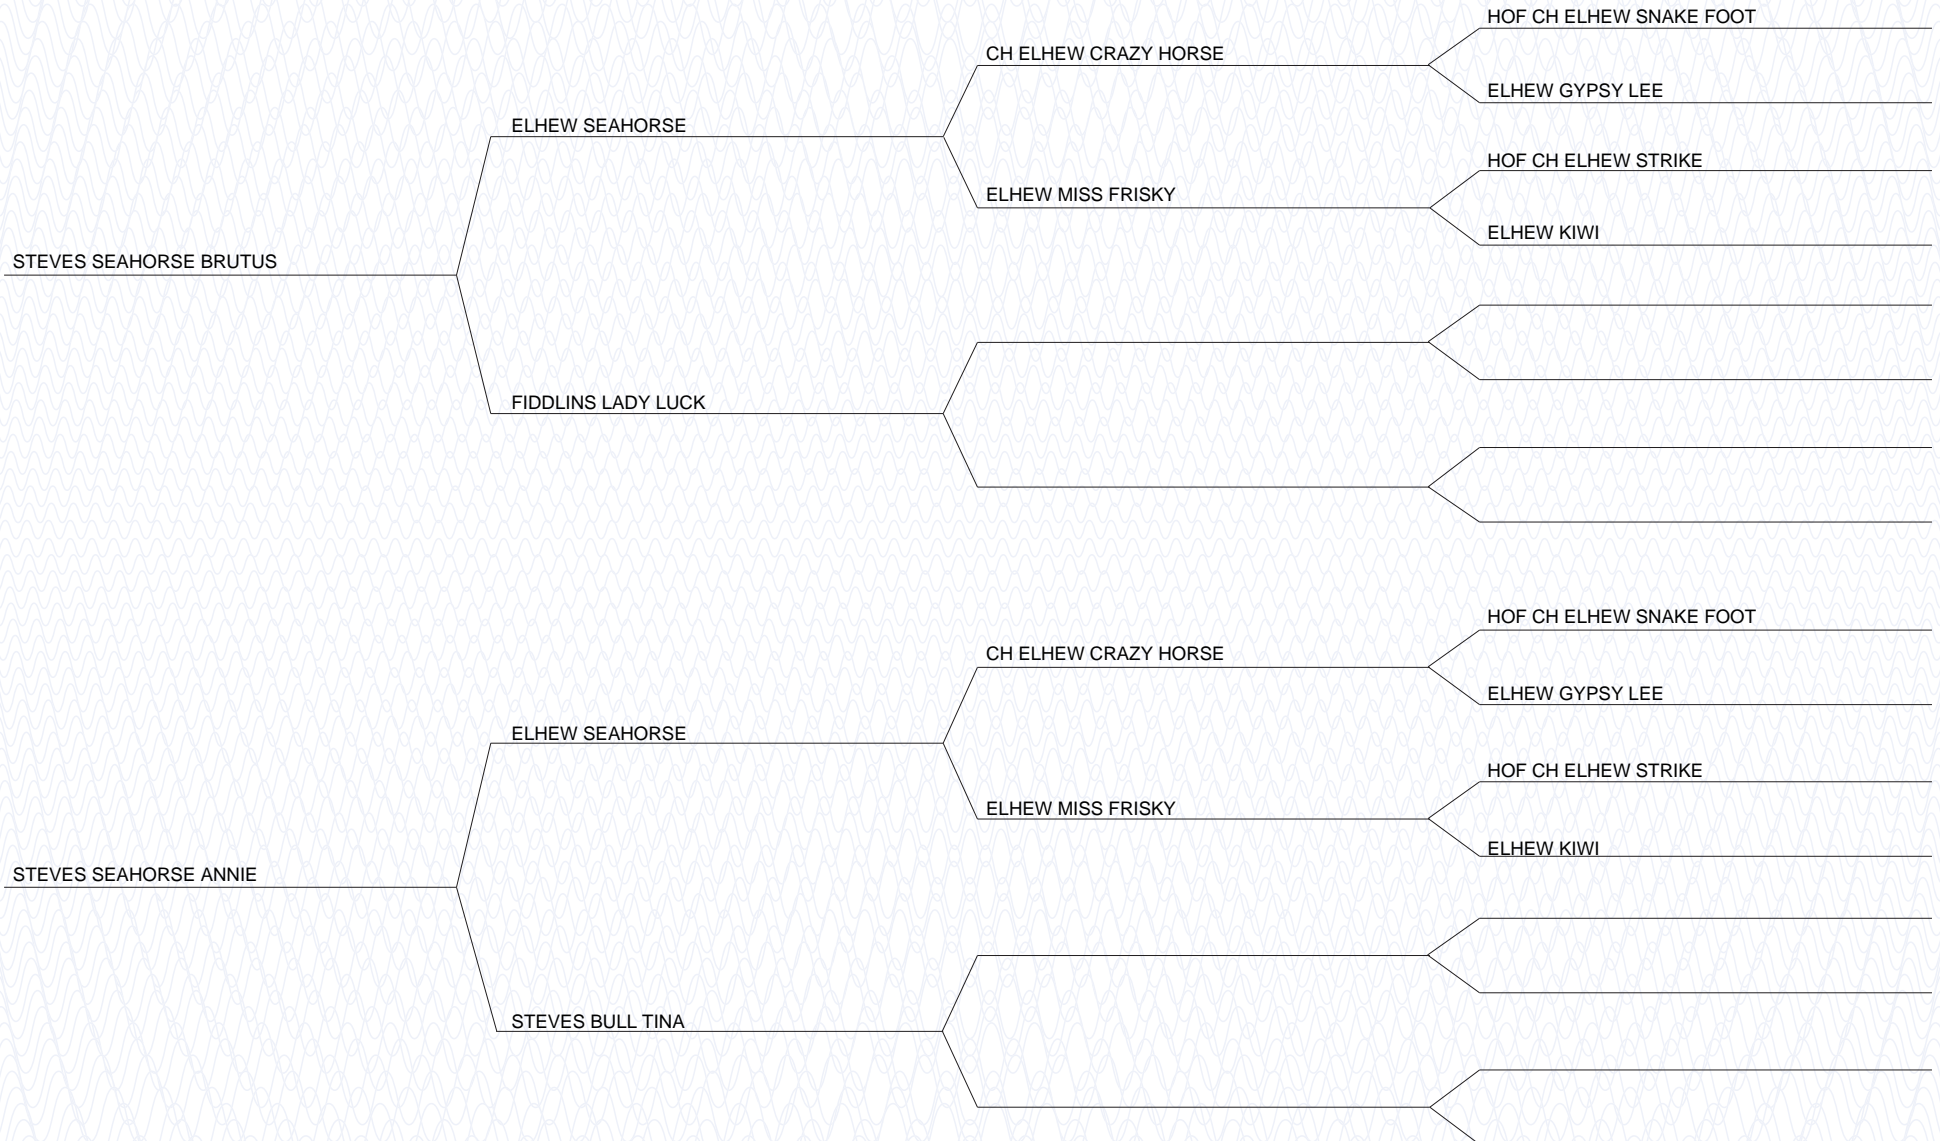 HOF CH ELHEW SNAKE FOOT
CH ELHEW CRAZY HORSE
ELHEW GYPSY LEE
ELHEW SEAHORSE
HOF CH ELHEW STRIKE
ELHEW MISS FRISKY
ELHEW KIWI
STEVES SEAHORSE BRUTUS
FIDDLINS LADY LUCK
HOF CH ELHEW SNAKE FOOT
CH ELHEW CRAZY HORSE
ELHEW GYPSY LEE
ELHEW SEAHORSE
HOF CH ELHEW STRIKE
ELHEW MISS FRISKY
ELHEW KIWI
STEVES SEAHORSE ANNIE
STEVES BULL TINA